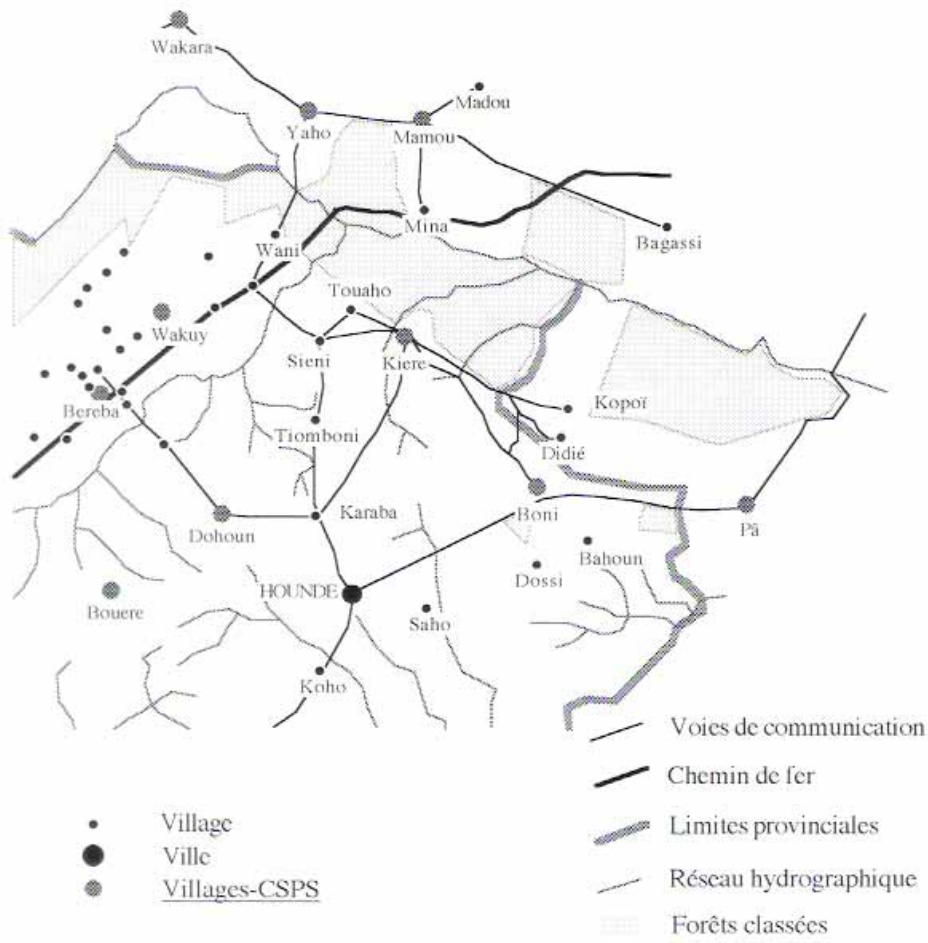 Wakara
Madou
Yaho
Mamou
Mina
Bagassi
Wani
Touaho
Wakuy
Sieni
Kiere
Kopoï
Bereba
Tiomboni
Didié
Karaba
Boni
Pâ
Dohoun
Bahoun
Dossi
HOUNDE
Bouere
Saho
Koho
Voies de communication
Chemin de fer
Limites provinciales
Réseau hydrographique
Forêts classées
Village
Ville
Villages-CSPS